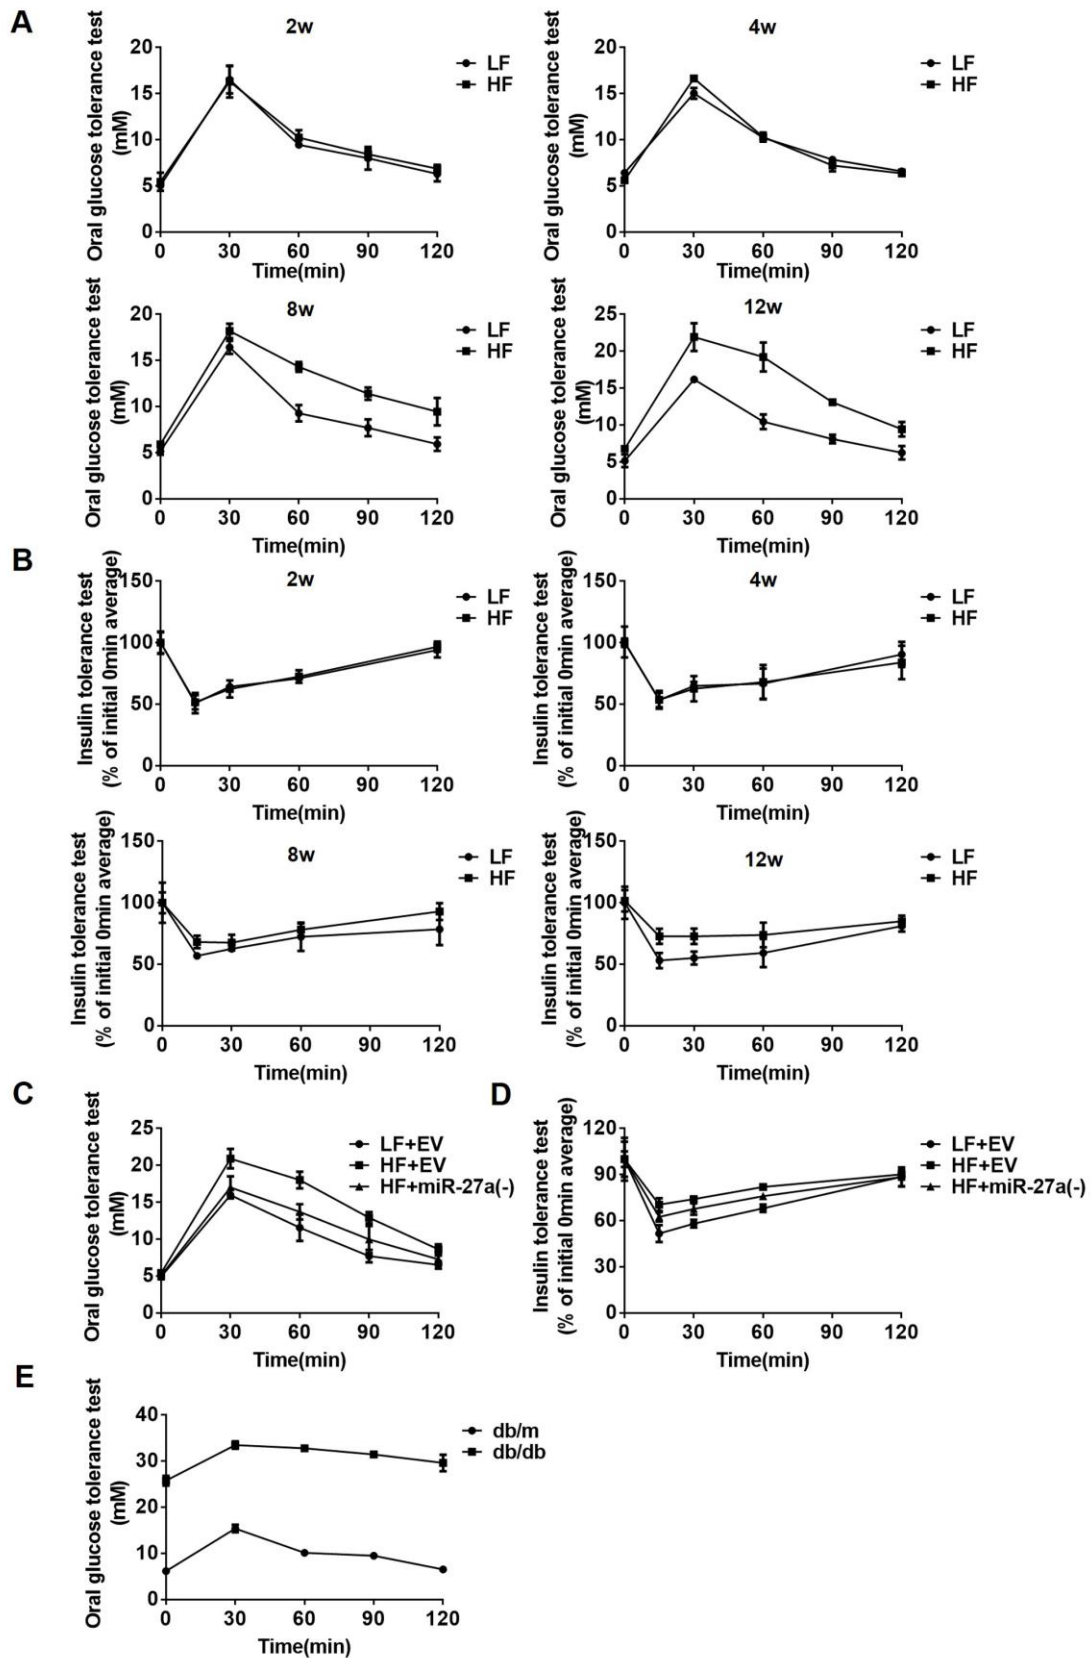 A
2w
Oral glucose tolerance test
(mM)
20
15
10
5
0
0 30 60 90 120
Time(min)
LF
HF
4w
Oral glucose tolerance test
(mM)
20
15
10
5
0
0 30 60 90 120
Time(min)
LF
HF
8w
Oral glucose tolerance test
(mM)
20
15
10
5
0
0 30 60 90 120
Time(min)
LF
HF
12w
Oral glucose tolerance test
(mM)
25
20
15
10
5
0
0 30 60 90 120
Time(min)
LF
HF
B
2w
Insulin tolerance test
(% of initial 0min average)
150
100
50
0
0 30 60 90 120
Time(min)
LF
HF
4w
Insulin tolerance test
(% of initial 0min average)
150
100
50
0
0 30 60 90 120
Time(min)
LF
HF
8w
Insulin tolerance test
(% of initial 0min average)
150
100
50
0
0 30 60 90 120
Time(min)
LF
HF
12w
Insulin tolerance test
(% of initial 0min average)
150
100
50
0
0 30 60 90 120
Time(min)
LF
HF
C
Oral glucose tolerance test
(mM)
25
20
15
10
5
0
0 30 60 90 120
Time(min)
LF+EV
HF+EV
HF+miR-27a(-)
D
Insulin tolarance test
(% of initial 0min average)
120
90
60
30
0
0 30 60 90 120
Time(min)
LF+EV
HF+EV
HF+miR-27a(-)
E
Oral glucose tolerance test
(mM)
40
30
20
10
0
0 30 60 90 120
Time(min)
db/m
db/db